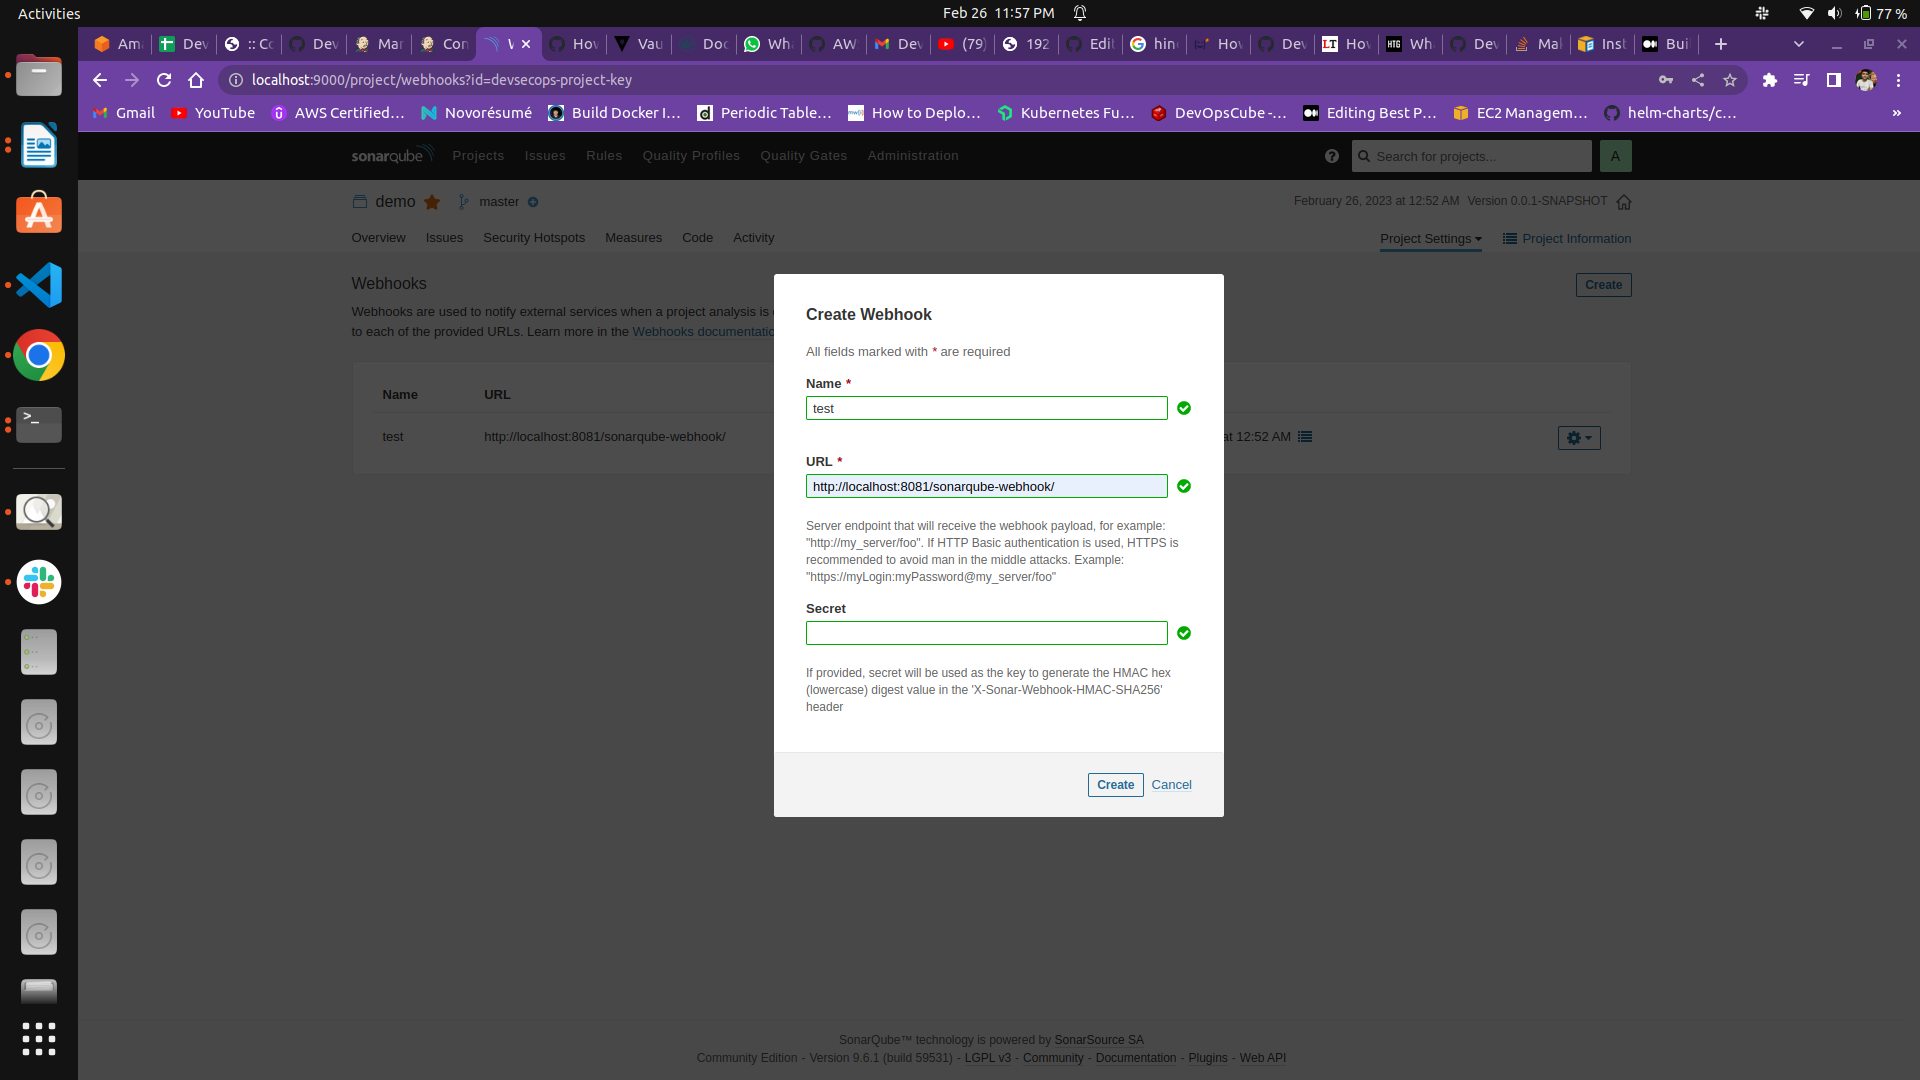 Activities
Feb 26 11:57 PM
77 %
Am
Dev
:: Co
Dev
Mar
Con
Hov
Vau
Doc
Wha
AW
Dev
(79)
192
Edit
hind
Hov
Dev
Hov
Wha
Dev
Mak
Inst
Buil
localhost:9000/project/webhooks?id=devsecops-project-key
Gmail
YouTube
AWS Certified…
Novorésumé
Build Docker I…
Periodic Table…
How to Deplo…
Kubernetes Fu…
DevOpsCube -…
Editing Best P…
EC2 Managem…
helm-charts/c…
»
sonarqube
Projects
Issues
Rules
Quality Profiles
Quality Gates
Administration
Search for projects...
A
demo
master
February 26, 2023 at 12:52 AM Version 0.0.1-SNAPSHOT
Overview
Issues
Security Hotspots
Measures
Code
Activity
Project Settings
Project Information
Webhooks
Create
Webhooks are used to notify external services when a project analysis is
to each of the provided URLs. Learn more in the Webhooks documentatio
Name
URL
test
http://localhost:8081/sonarqube-webhook/
at 12:52 AM
Create Webhook
All fields marked with * are required
Name *
test
URL *
http://localhost:8081/sonarqube-webhook/
Server endpoint that will receive the webhook payload, for example:
"http://my_server/foo". If HTTP Basic authentication is used, HTTPS is
recommended to avoid man in the middle attacks. Example:
"https://myLogin:myPassword@my_server/foo"
Secret
If provided, secret will be used as the key to generate the HMAC hex
(lowercase) digest value in the 'X-Sonar-Webhook-HMAC-SHA256'
header
Create
Cancel
SonarQube™ technology is powered by SonarSource SA
Community Edition - Version 9.6.1 (build 59531) - LGPL v3 - Community - Documentation - Plugins - Web API